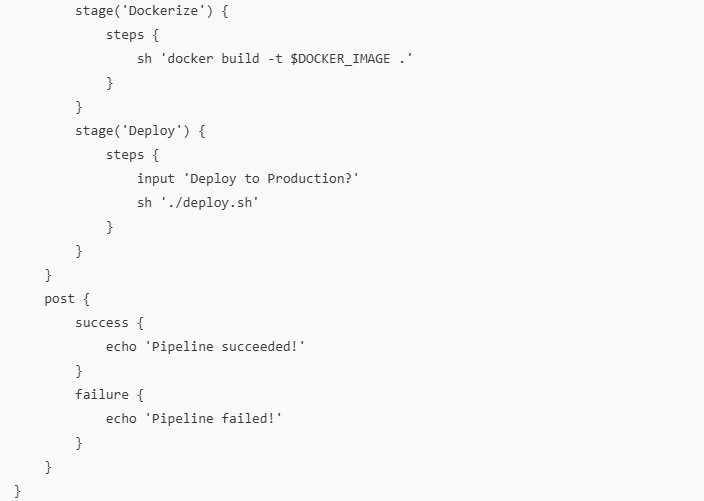 stage('Dockerize') {
            steps {
                sh 'docker build -t $DOCKER_IMAGE .'
            }
        }
        stage('Deploy') {
            steps {
                input 'Deploy to Production?'
                sh './deploy.sh'
            }
        }
    }
    post {
        success {
            echo 'Pipeline succeeded!'
        }
        failure {
            echo 'Pipeline failed!'
        }
    }
}